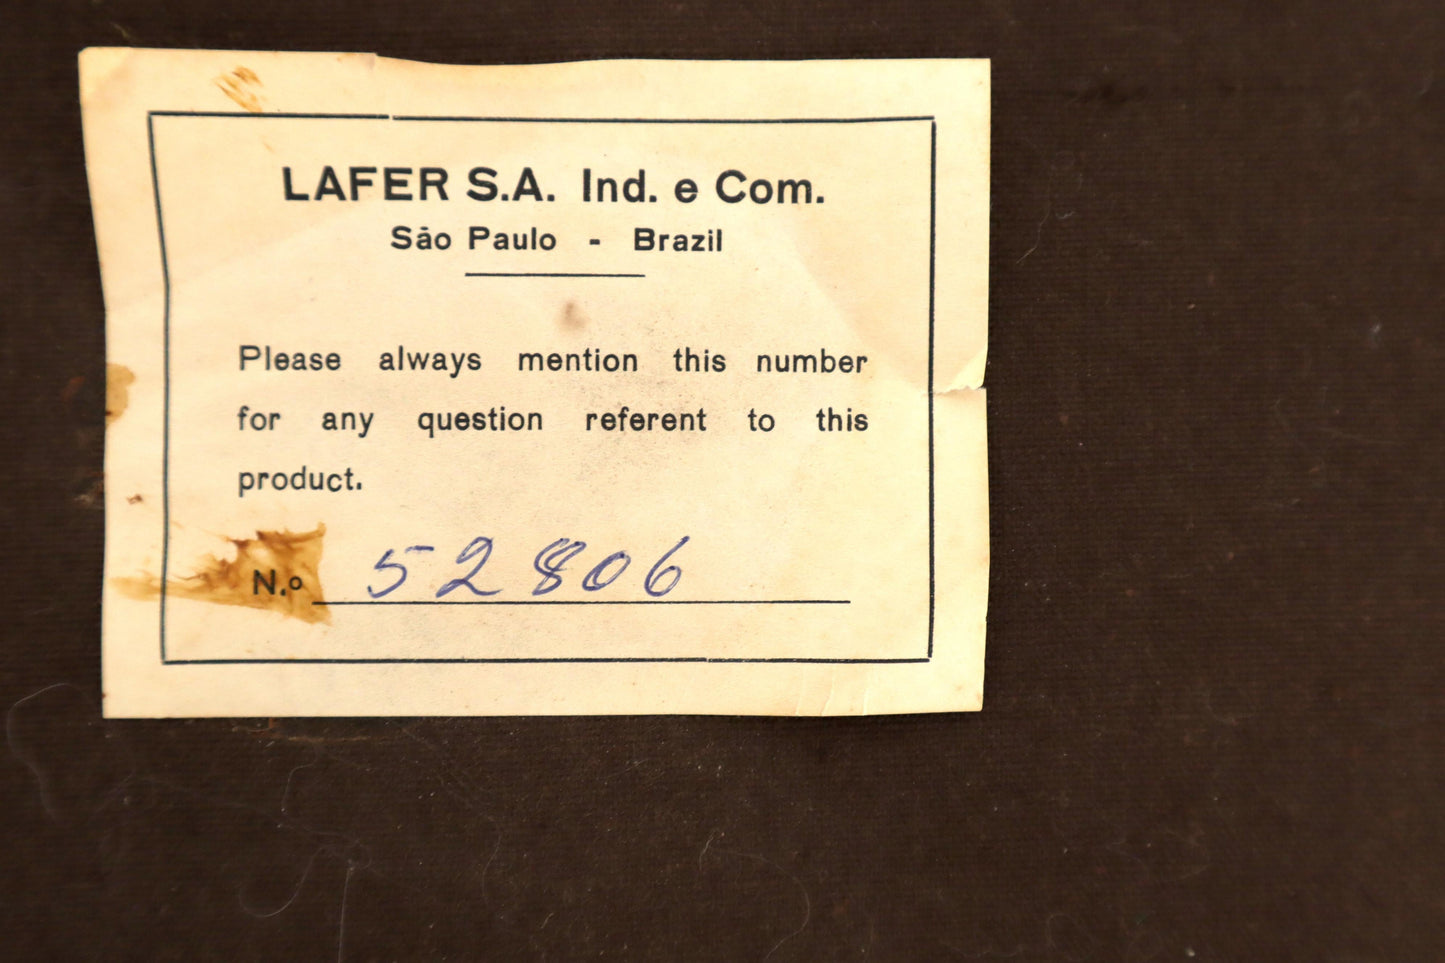 LAFER S.A. Ind. e Com.
São Paulo - Brazil
Please always mention this number
for any question referent to this
product.
N.º 52806